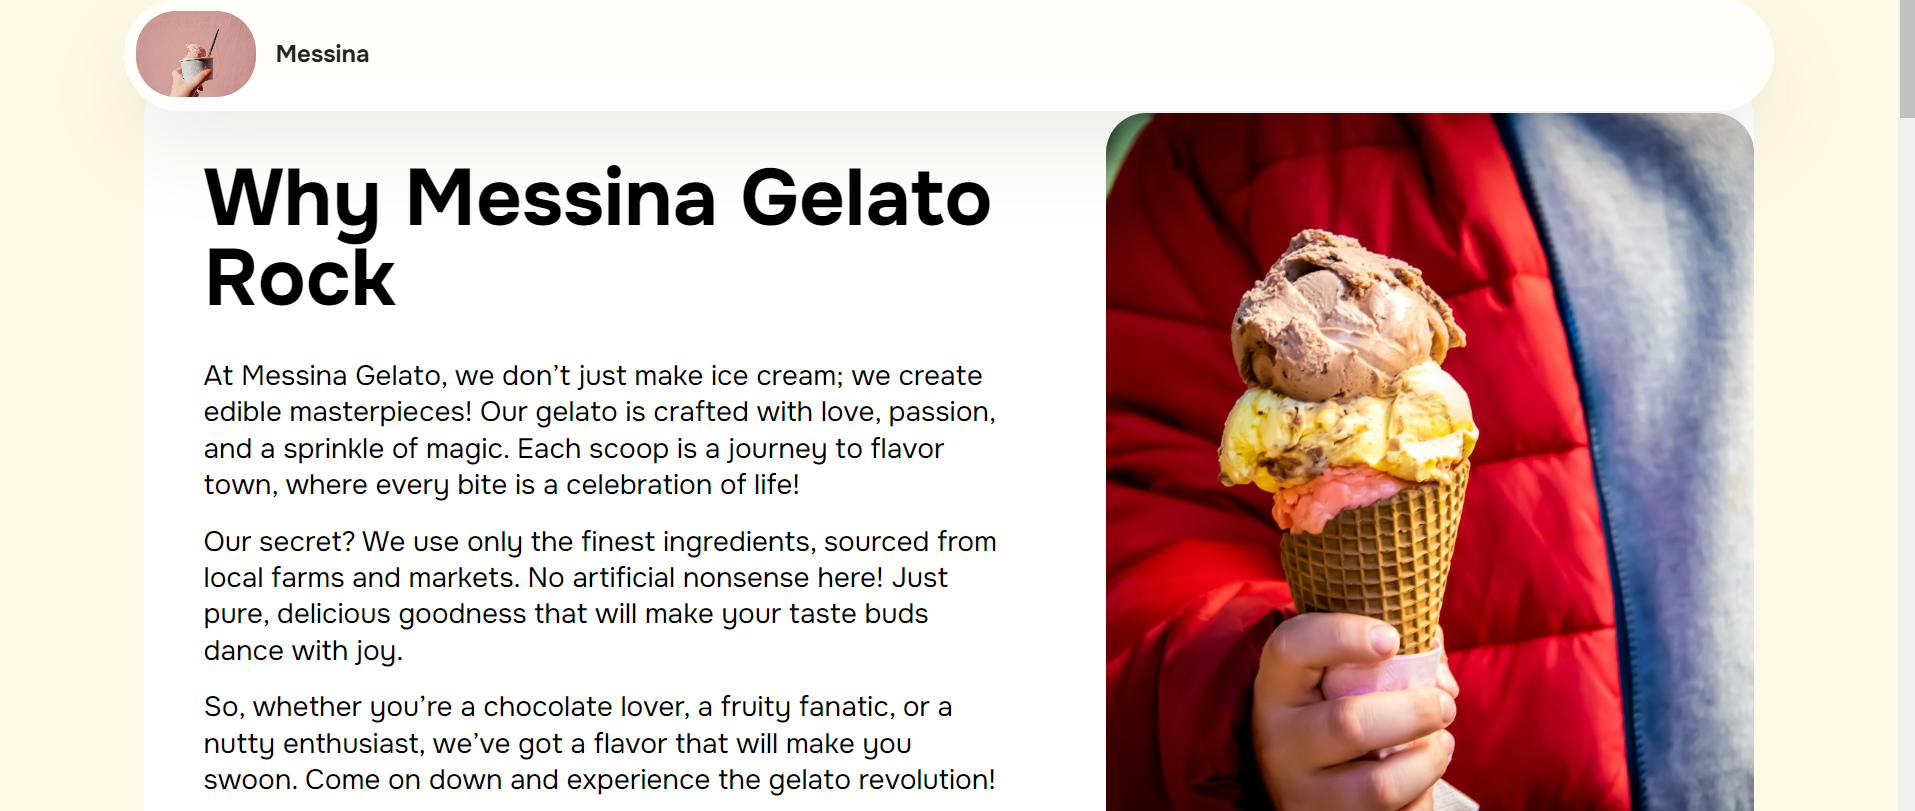 Messina
Why Messina Gelato
Rock
At Messina Gelato, we don’t just make ice cream; we create
edible masterpieces! Our gelato is crafted with love, passion,
and a sprinkle of magic. Each scoop is a journey to flavor
town, where every bite is a celebration of life!
Our secret? We use only the finest ingredients, sourced from
local farms and markets. No artificial nonsense here! Just
pure, delicious goodness that will make your taste buds
dance with joy.
So, whether you’re a chocolate lover, a fruity fanatic, or a
nutty enthusiast, we’ve got a flavor that will make you
swoon. Come on down and experience the gelato revolution!